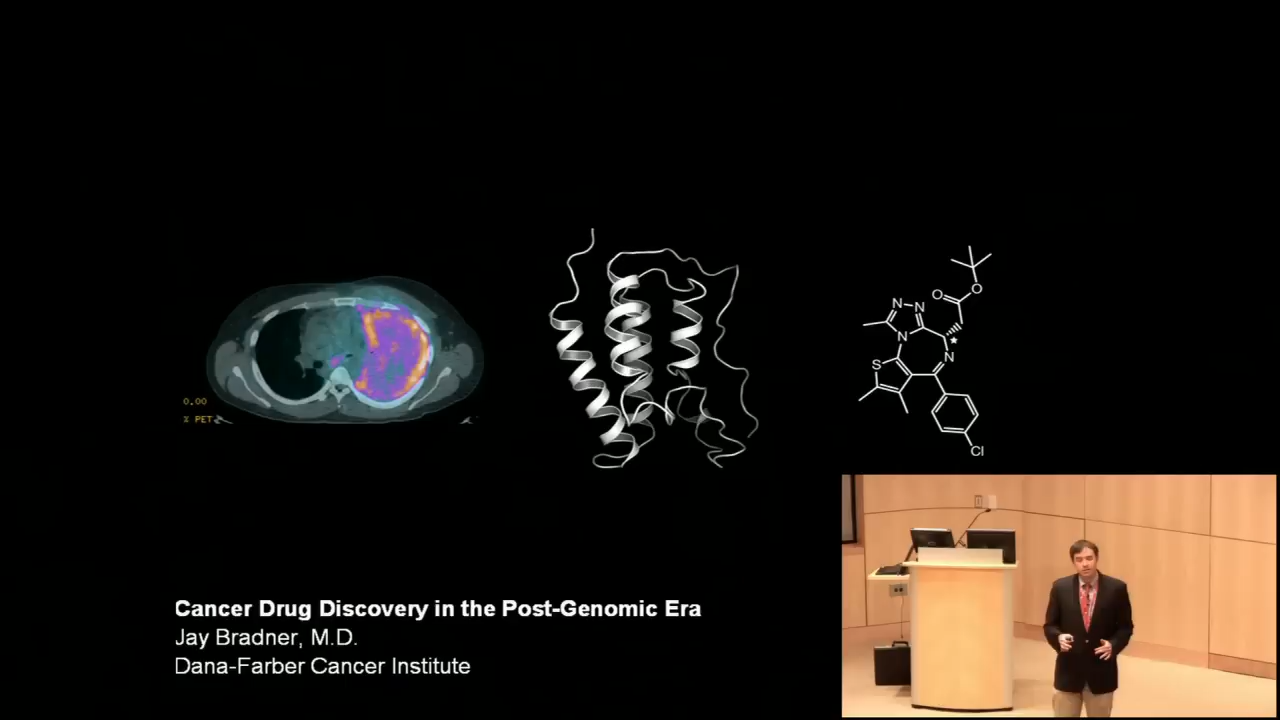 0.00
X PET
N
N
N
N
S
O
O
Cl
Cancer Drug Discovery in the Post-Genomic Era
Jay Bradner, M.D.
Dana-Farber Cancer Institute